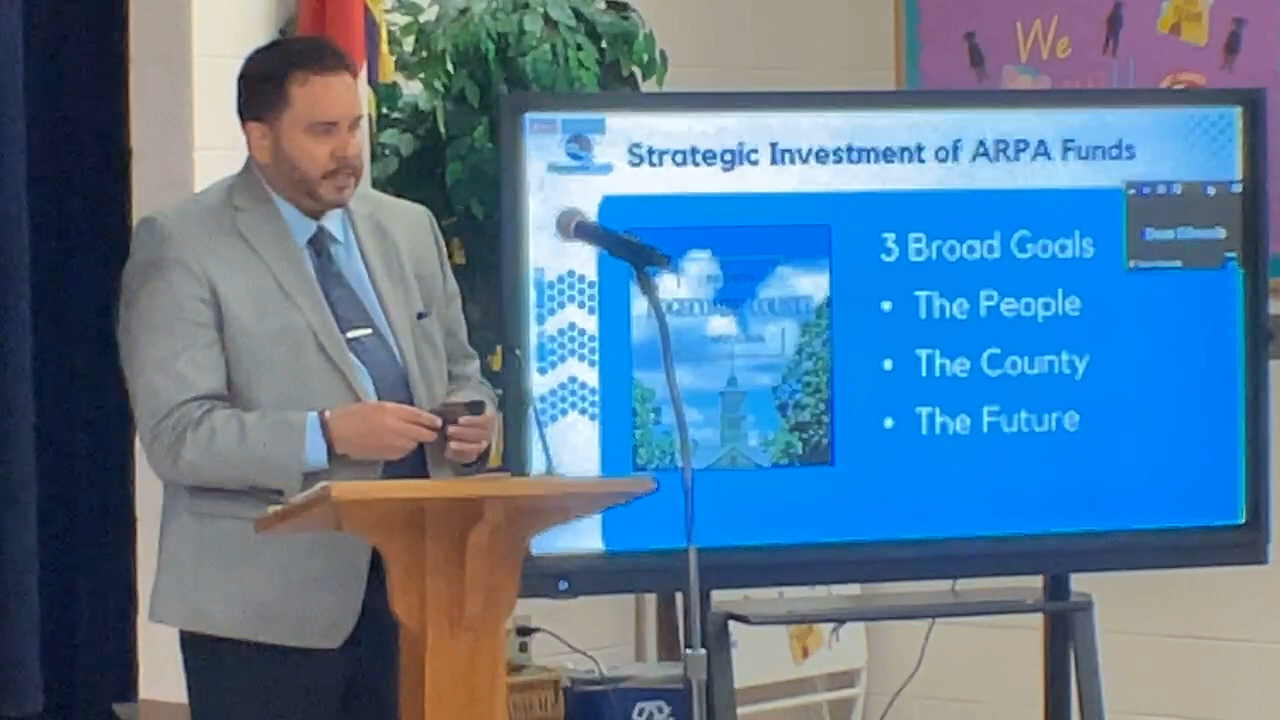 We
Strategic Investment of ARPA Funds
3 Broad Goals
• The People
• The County
• The Future